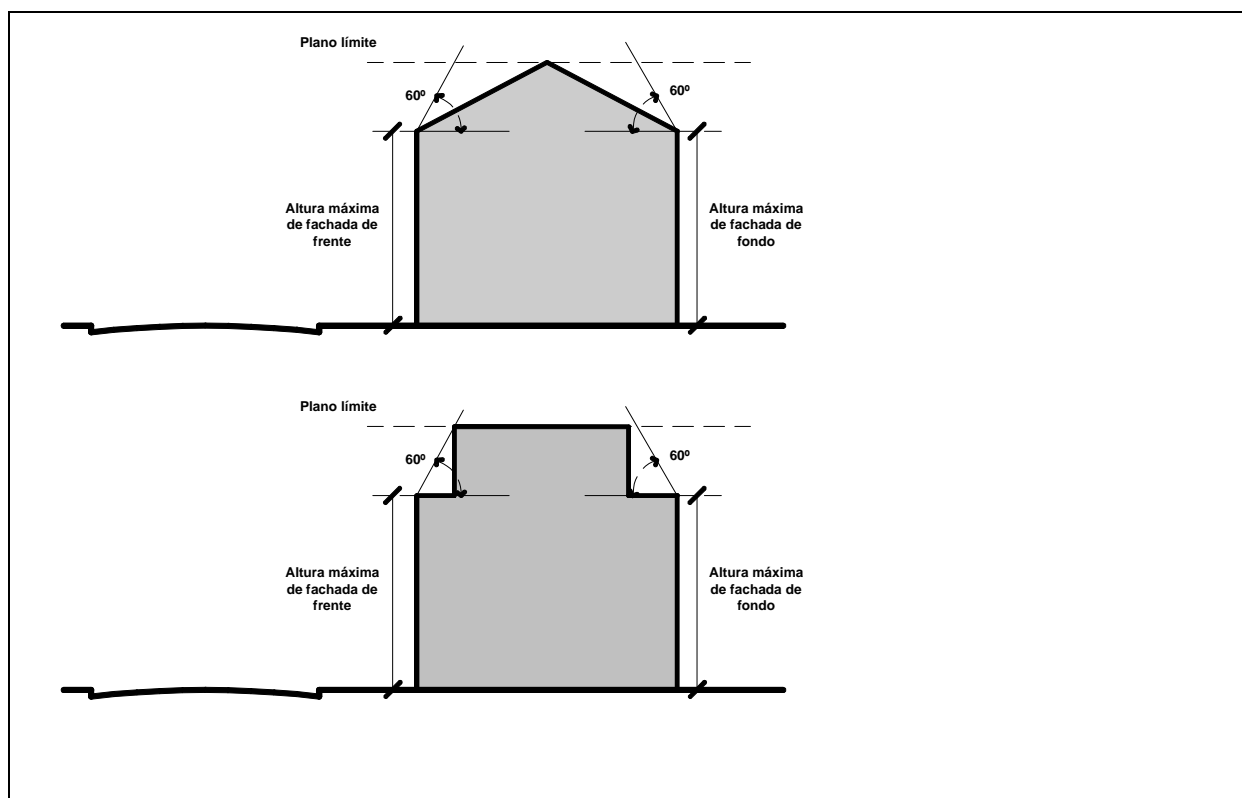 Plano límite
60º
60º
Altura máxima
de fachada de
frente
Altura máxima
de fachada de
fondo
Plano límite
60º
60º
Altura máxima
de fachada de
frente
Altura máxima
de fachada de
fondo